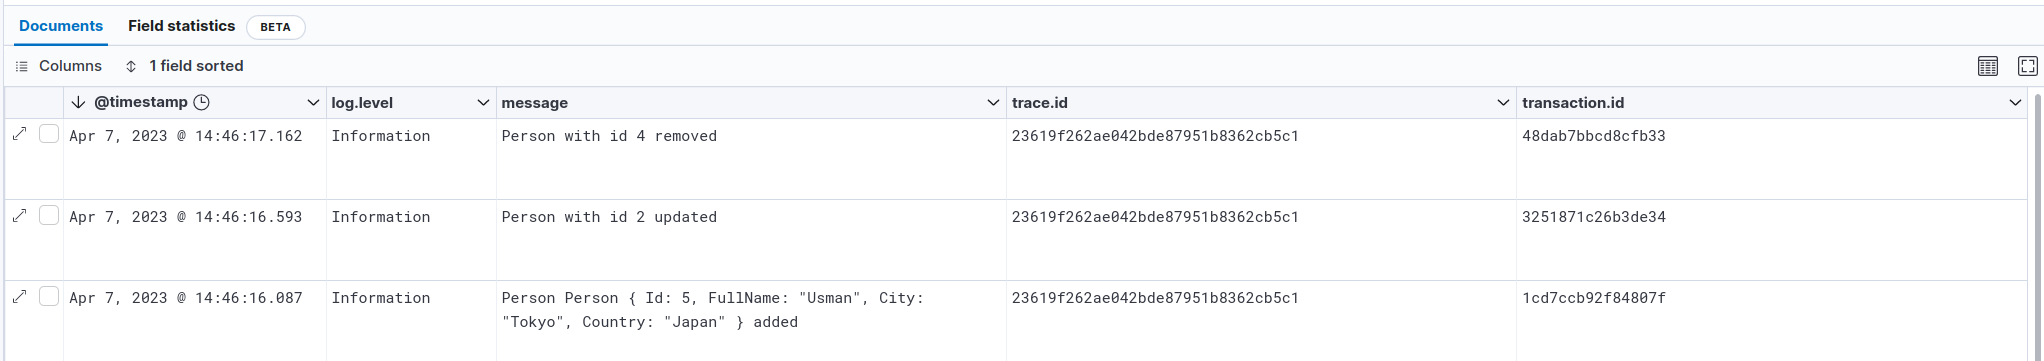 Documents Field statistics BETA
Columns 1 field sorted
@timestamp log.level message trace.id transaction.id
Apr 7, 2023 @ 14:46:17.162 Information Person with id 4 removed 23619f262ae042bde87951b8362cb5c1 48dab7bbcd8cfb33
Apr 7, 2023 @ 14:46:16.593 Information Person with id 2 updated 23619f262ae042bde87951b8362cb5c1 3251871c26b3de34
Apr 7, 2023 @ 14:46:16.087 Information Person Person { Id: 5, FullName: "Usman", City: 23619f262ae042bde87951b8362cb5c1 1cd7ccb92f84807f
"Tokyo", Country: "Japan" } added